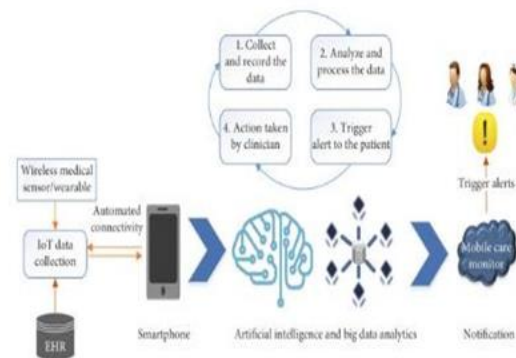 1. Collect
and record the
data
2. Analyze and
process the data
4. Action taken
by clinician
3. Trigger
alert to the patient
Wireless medical
sensor/wearable
Automated
connectivity
IoT data
collection
EHR
Trigger alerts
Mobile care
monitor
Smartphone
Artificial intelligence and big data analytics
Notification